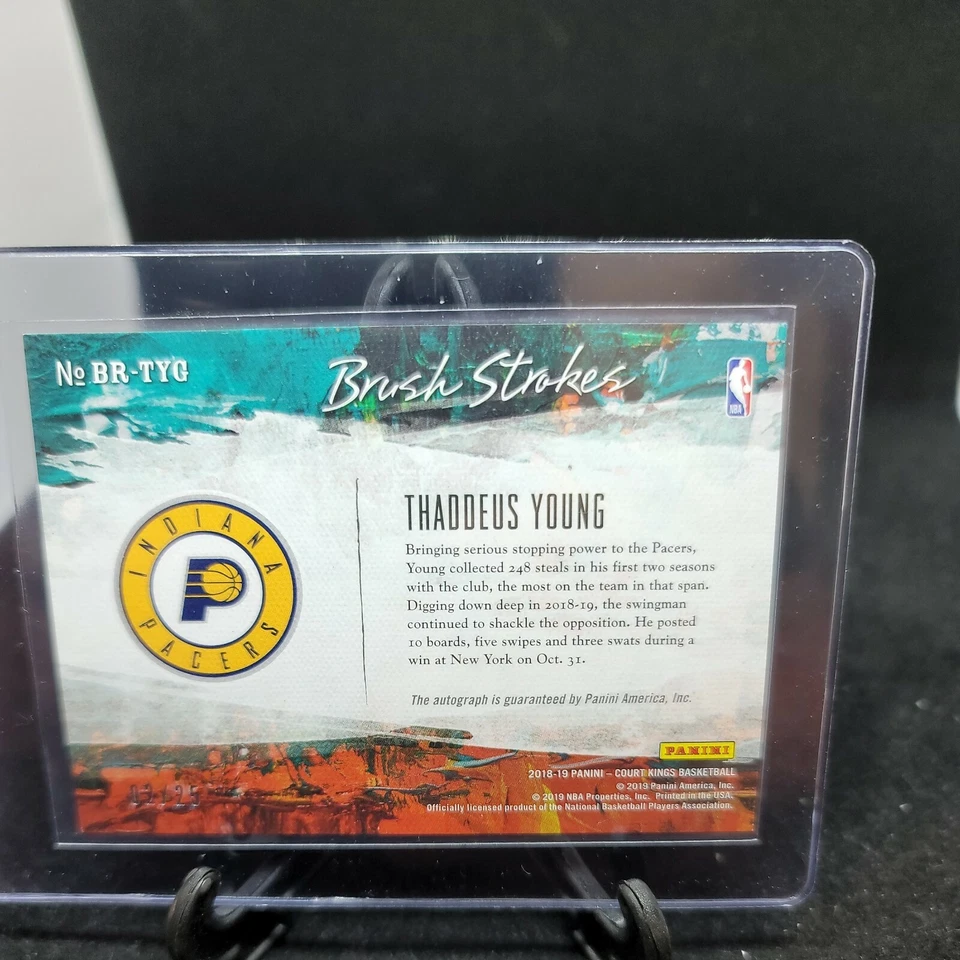 No BR-TYG
Brush Strokes
NBA
INDIANA
PACERS
THADDEUS YOUNG
Bringing serious stopping power to the Pacers,
Young collected 248 steals in his first two seasons
with the club, the most on the team in that span.
Digging down deep in 2018-19, the swingman
continued to shackle the opposition. He posted
10 boards, five swipes and three swats during a
win at New York on Oct. 31.
The autograph is guaranteed by Panini America, Inc.
PANINI
2018-19 PANINI – COURT KINGS BASKETBALL
© 2019 Panini America, Inc.
© 2019 NBA Properties, Inc. Printed in the USA.
Officially licensed product of the National Basketball Players Association.